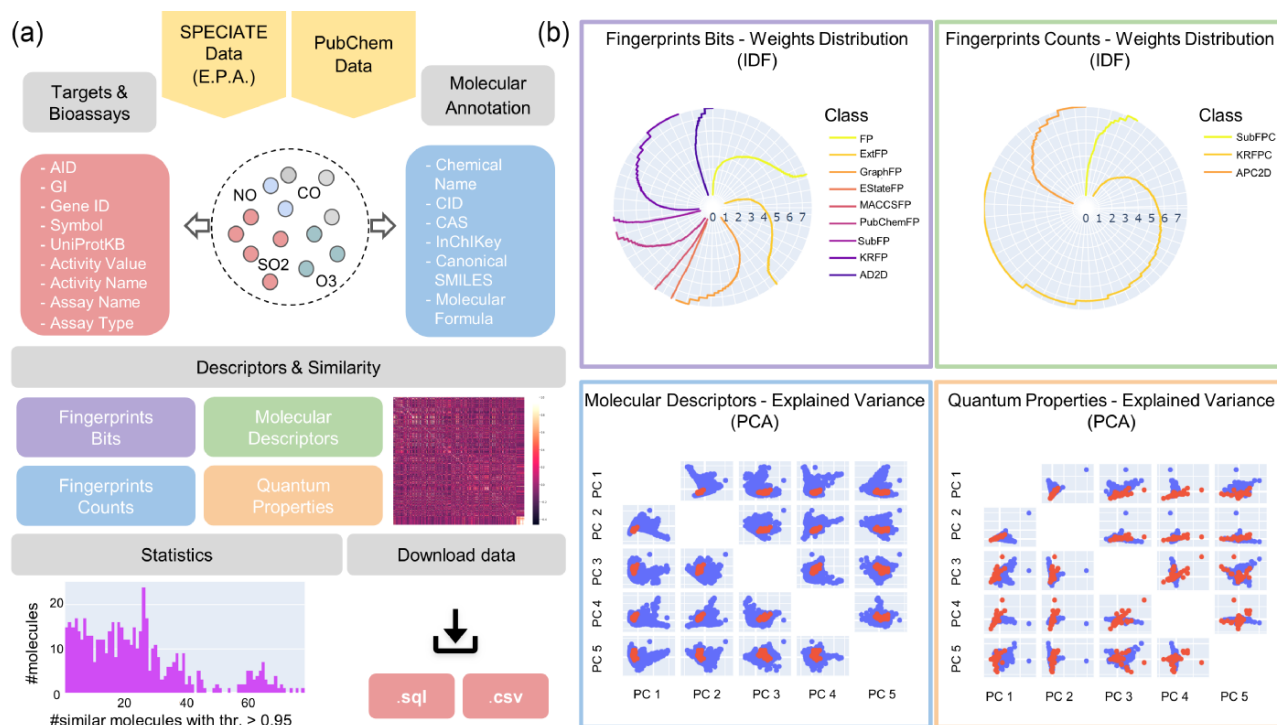 (a)
SPECIATE
Data
(E.P.A.)
PubChem
Data
Targets &
Bioassays
Molecular
Annotation
- AID
- GI
- Gene ID
- Symbol
- UniProtKB
- Activity Value
- Activity Name
- Assay Name
- Assay Type
NO
CO
SO2
O3
- Chemical
Name
- CID
- CAS
- InChIKey
- Canonical
SMILES
- Molecular
Formula
Descriptors & Similarity
Fingerprints
Bits
Molecular
Descriptors
Fingerprints
Counts
Quantum
Properties
Statistics
Download data
#molecules
20
10
0
20
40
60
#similar molecules with thr. > 0.95
.sql
.csv
(b)
Fingerprints Bits - Weights Distribution
(IDF)
0 1 2 3 4 5 6 7
Class
FP
ExtFP
GraphFP
EStateFP
MACCSFP
PubChemFP
SubFP
KRFP
AD2D
Fingerprints Counts - Weights Distribution
(IDF)
0 1 2 3 4 5 6 7
Class
SubFPC
KRFPC
APC2D
Molecular Descriptors - Explained Variance
(PCA)
PC 1
PC 2
PC 3
PC 4
PC 5
PC 1
PC 2
PC 3
PC 4
PC 5
Quantum Properties - Explained Variance
(PCA)
PC 1
PC 2
PC 3
PC 4
PC 5
PC 1
PC 2
PC 3
PC 4
PC 5